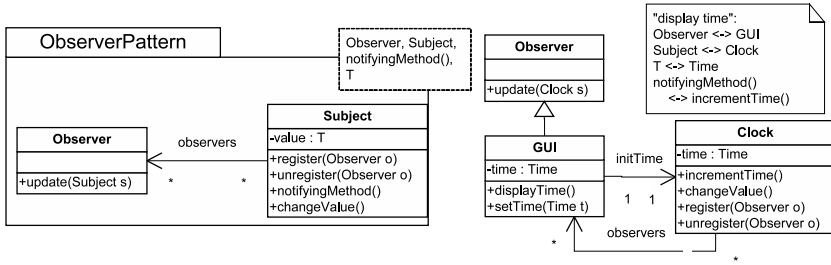 ObserverPattern
Observer, Subject,
notifyingMethod(),
T
Observer
+update(Subject s)
observers
*
*
Subject
-value : T
+register(Observer o)
+unregister(Observer o)
+notifyingMethod()
+changeValue()
Observer
+update(Clock s)
GUI
-time : Time
+displayTime()
+setTime(Time t)
initTime
1
1
"display time":
Observer <-> GUI
Subject <-> Clock
T <-> Time
notifyingMethod()
<-> incrementTime()
Clock
-time : Time
+incrementTime()
+changeValue()
+register(Observer o)
+unregister(Observer o)
*
observers
*